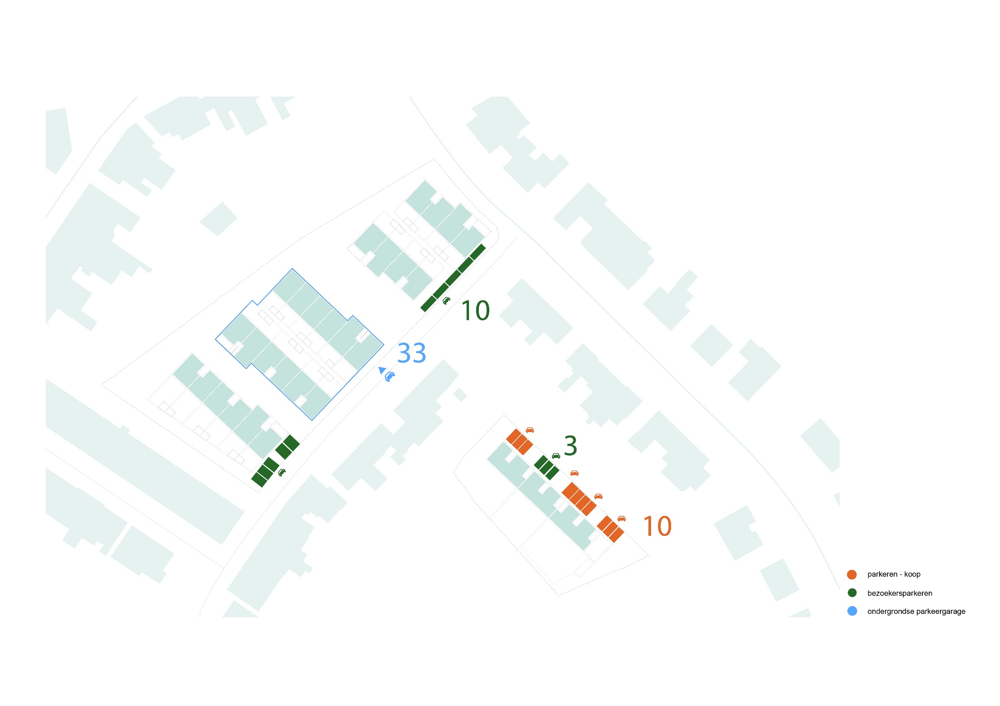 10
33
3
10
parkeren - koop
bezoekersparkeren
ondergrondse parkeergarage